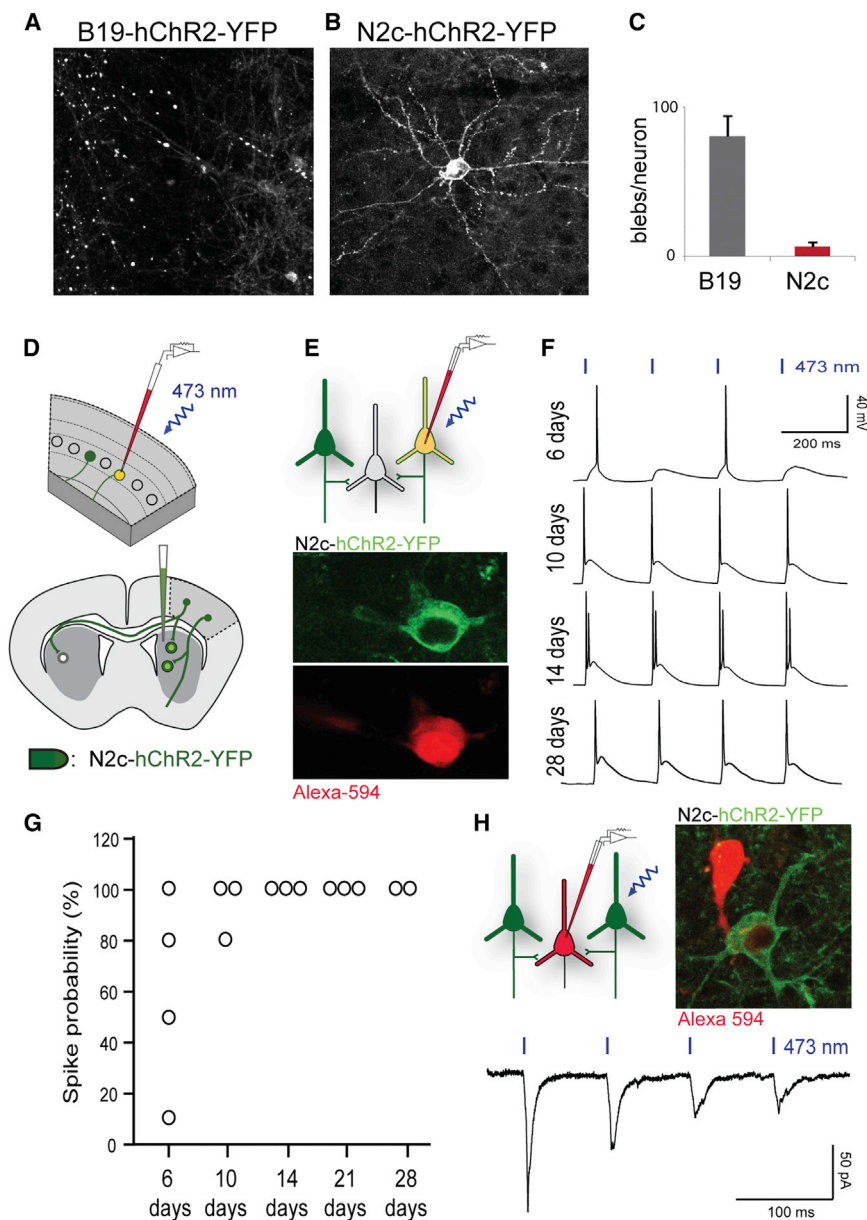 A
B19-hChR2-YFP
B
N2c-hChR2-YFP
C
100
blebs/neuron
0
B19
N2c
D
473 nm
: N2c-hChR2-YFP
E
N2c-hChR2-YFP
Alexa-594
F
473 nm
40 mV
200 ms
6 days
10 days
14 days
28 days
G
Spike probability (%)
120
100
80
60
40
20
0
6 days
10 days
14 days
21 days
28 days
H
N2c-hChR2-YFP
Alexa 594
473 nm
50 pA
100 ms